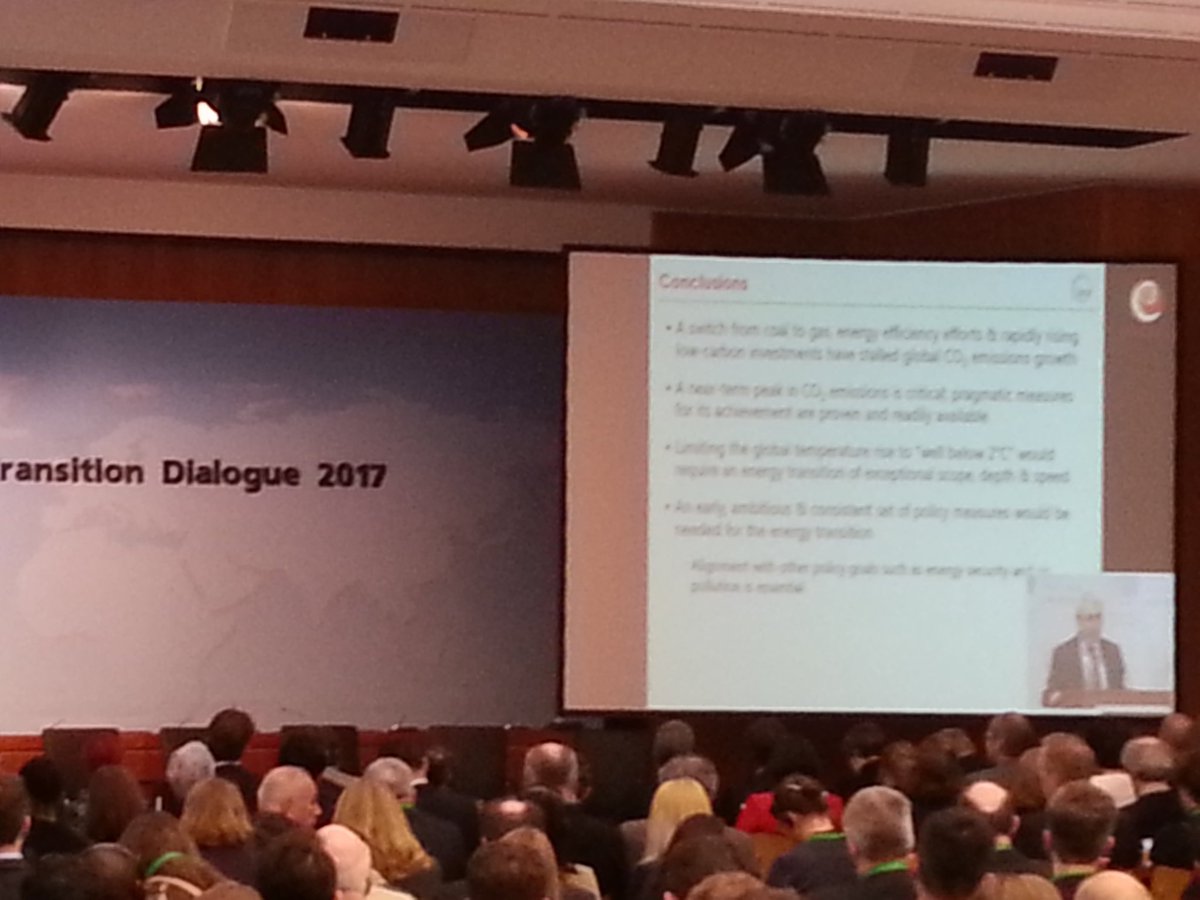 ransition Dialogue 2017
Conclusions
• A switch from coal to gas, energy efficiency efforts & rapidly rising
low-carbon investments have stalled global CO₂ emissions growth
• A near-term peak in CO₂ emissions is critical; pragmatic measures
for its achievement are proven and readily available
• Limiting the global temperature rise to "well below 2°C" would
require an energy transition of exceptional scope, depth & speed
• An early, ambitious & consistent set of policy measures would be
needed for the energy transition
Alignment with other policy goals such as energy security and
pollution is essential